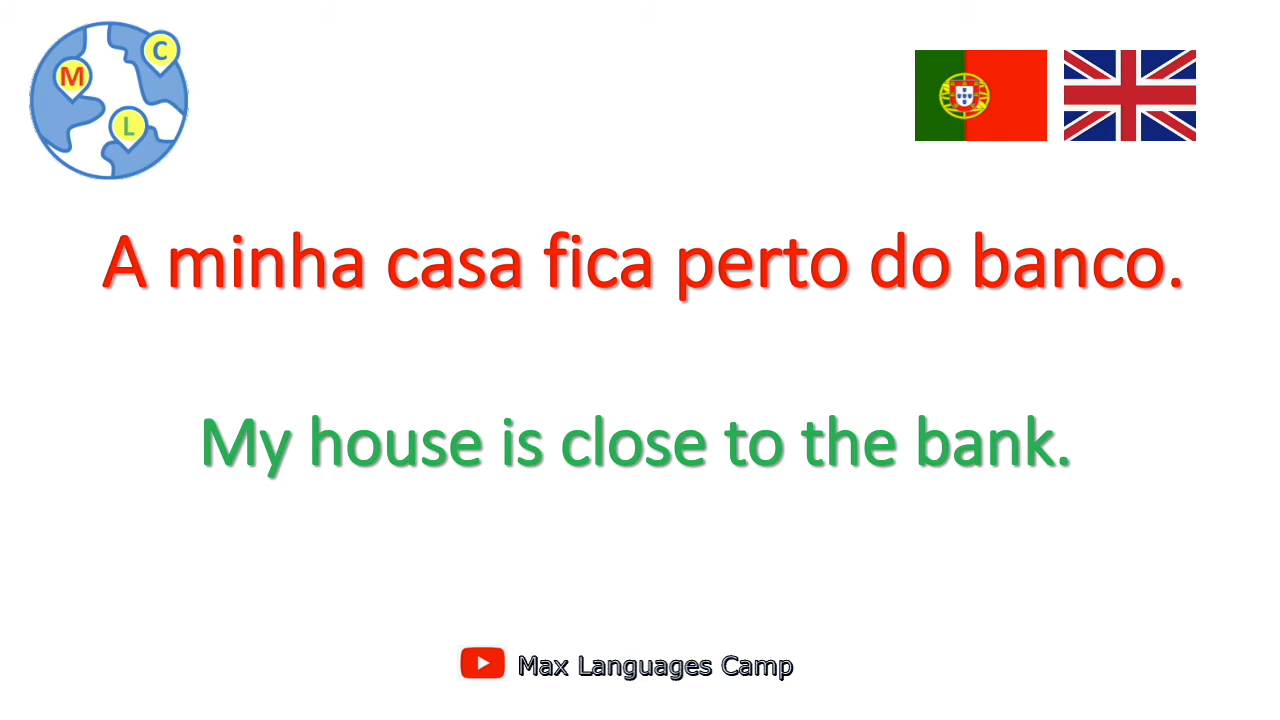 M
C
L
A minha casa fica perto do banco.
My house is close to the bank.
Max Languages Camp